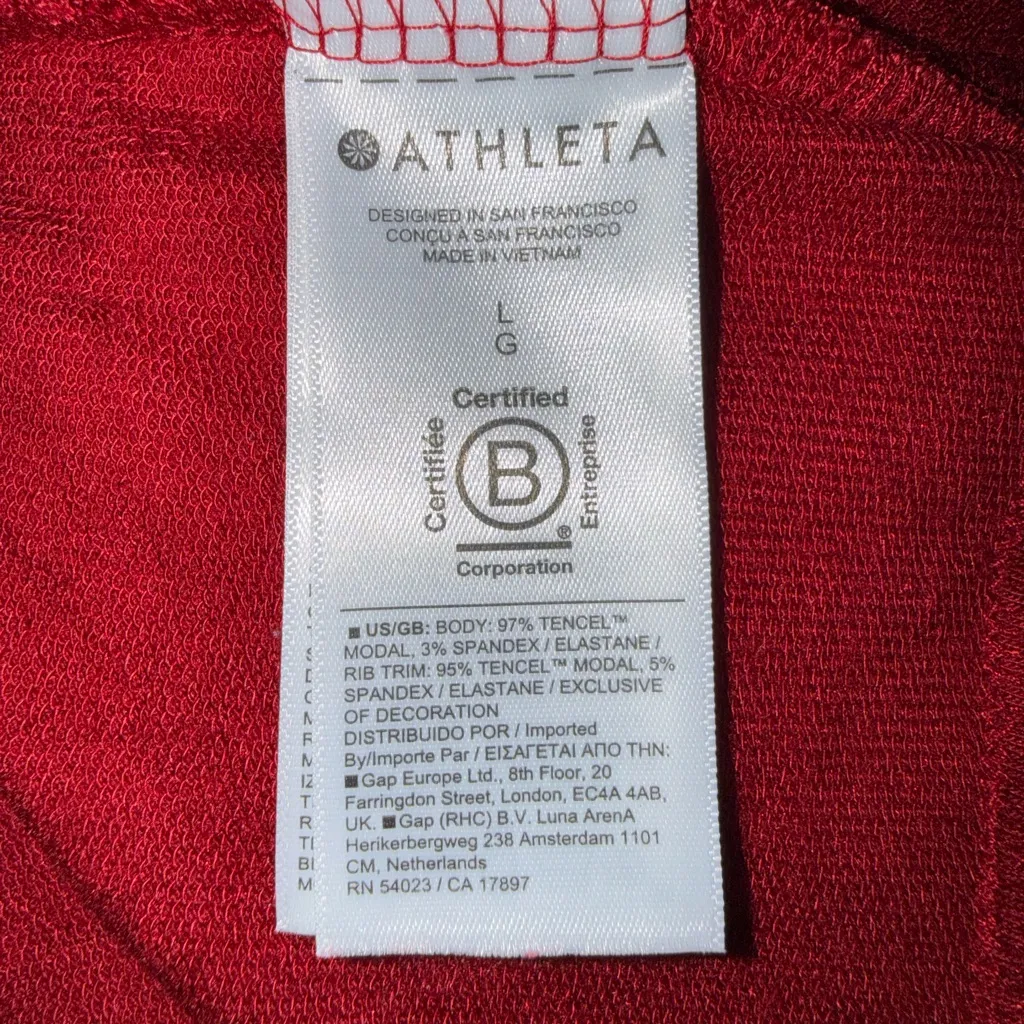 ATHLETA
DESIGNED IN SAN FRANCISCO
CONÇU À SAN FRANCISCO
MADE IN VIETNAM
L
G
Certified
Certifiée
B
Entreprise
®
Corporation
US/GB: BODY: 97% TENCEL™
MODAL, 3% SPANDEX / ELASTANE /
RIB TRIM: 95% TENCEL™ MODAL, 5%
SPANDEX / ELASTANE / EXCLUSIVE
OF DECORATION
DISTRIBUIDO POR / Imported
By/Importe Par / ΕΙΣΑΓΕΤΑΙ ΑΠΟ ΤΗΝ:
Gap Europe Ltd., 8th Floor, 20
Farringdon Street, London, EC4A 4AB,
UK. Gap (RHC) B.V. Luna ArenA
Herikerbergweg 238 Amsterdam 1101
CM, Netherlands
RN 54023 / CA 17897